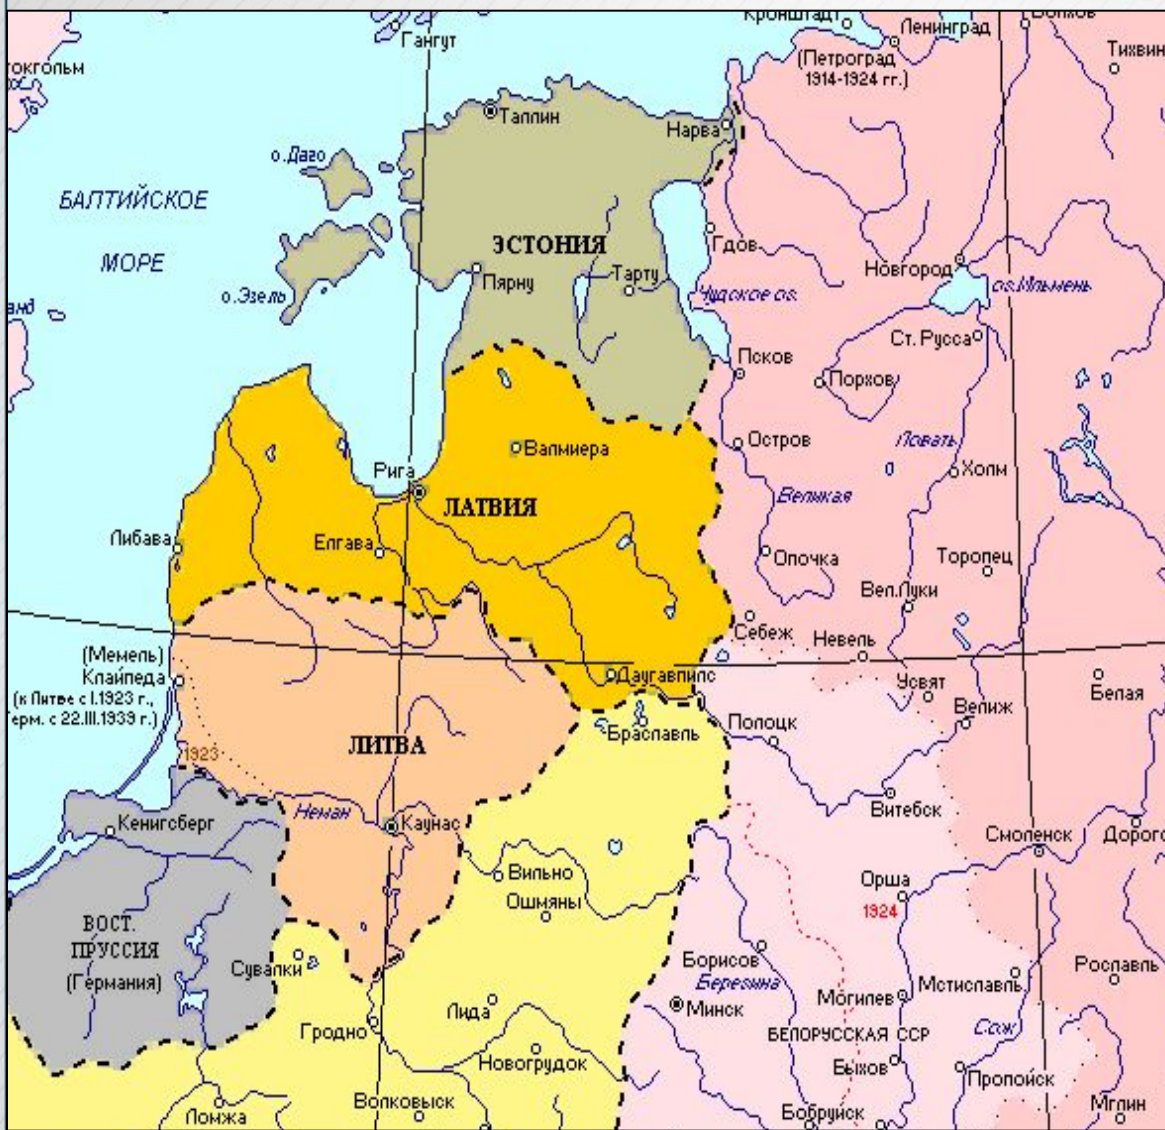 Гангут
Кронштадт
Ленинград
(Петроград
1914-1924 гг.)
Волхов
Тихвин
токгольм
Таллин
Нарва
о.Даго
БАЛТИЙСКОЕ
МОРЕ
ЭСТОНИЯ
Гдов
Новгород
Пярну
Тарту
Чудское оз.
оз.Ильмень
о.Эзель
анд
Ст. Русса
Псков
Порхов
Остров
Ловать
Холм
Валмиера
Рига
ЛАТВИЯ
Великая
Либава
Елгава
Опочка
Торопец
Вел.Луки
Себеж
Невель
(Мемель)
Клайпеда
(к Литве с I.1923 г.,
Герм. с 22.III.1939 г.)
Даугавпилс
Усвят
Белая
Велиж
Полоцк
Браславль
ЛИТВА
1923
Витебск
Неман
Каунас
Кенигсберг
Смоленск
Дорого
Вильно
Ошмяны
Орша
1924
ВОСТ.
ПРУССИЯ
(Германия)
Сувалки
Борисов
Березина
Минск
Могилев
Мстиславль
Рославль
Лида
Гродно
БЕЛОРУССКАЯ ССР
Сож
Новогрудок
Быхов
Пропойск
Ломжа
Волковыск
Бобруйск
Мглин